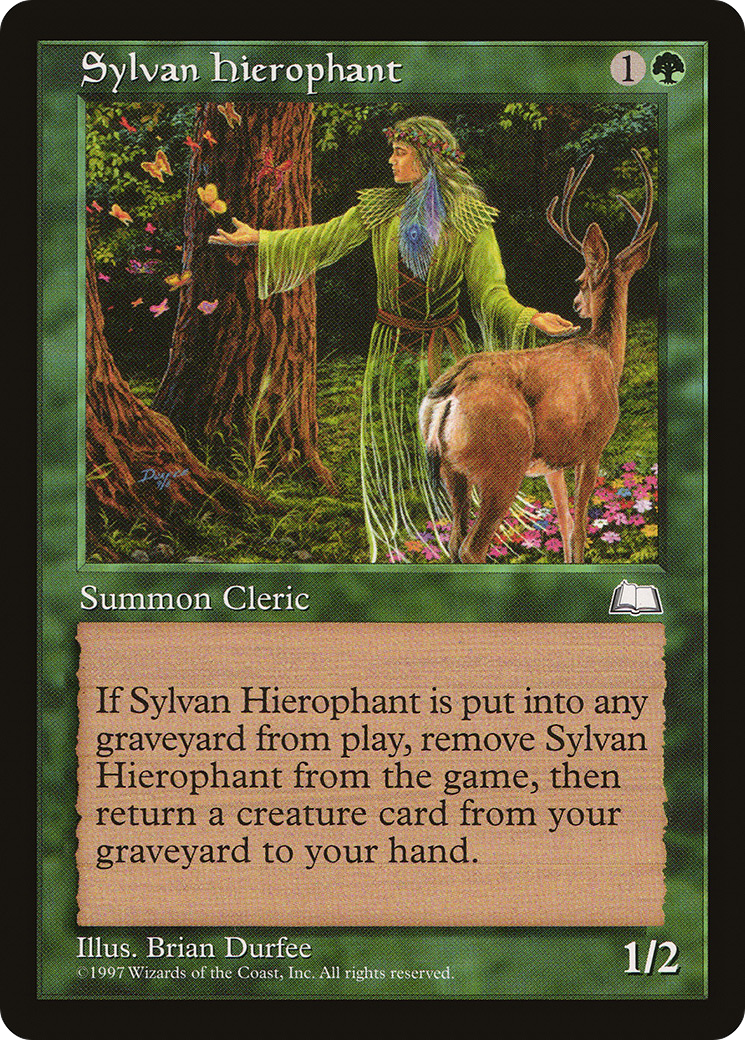 Sylvan Hierophant 1
Durfee
Summon Cleric
If Sylvan Hierophant is put into any
graveyard from play, remove Sylvan
Hierophant from the game, then
return a creature card from your
graveyard to your hand.
Illus. Brian Durfee
1/2
©1997 Wizards of the Coast, Inc. All rights reserved.